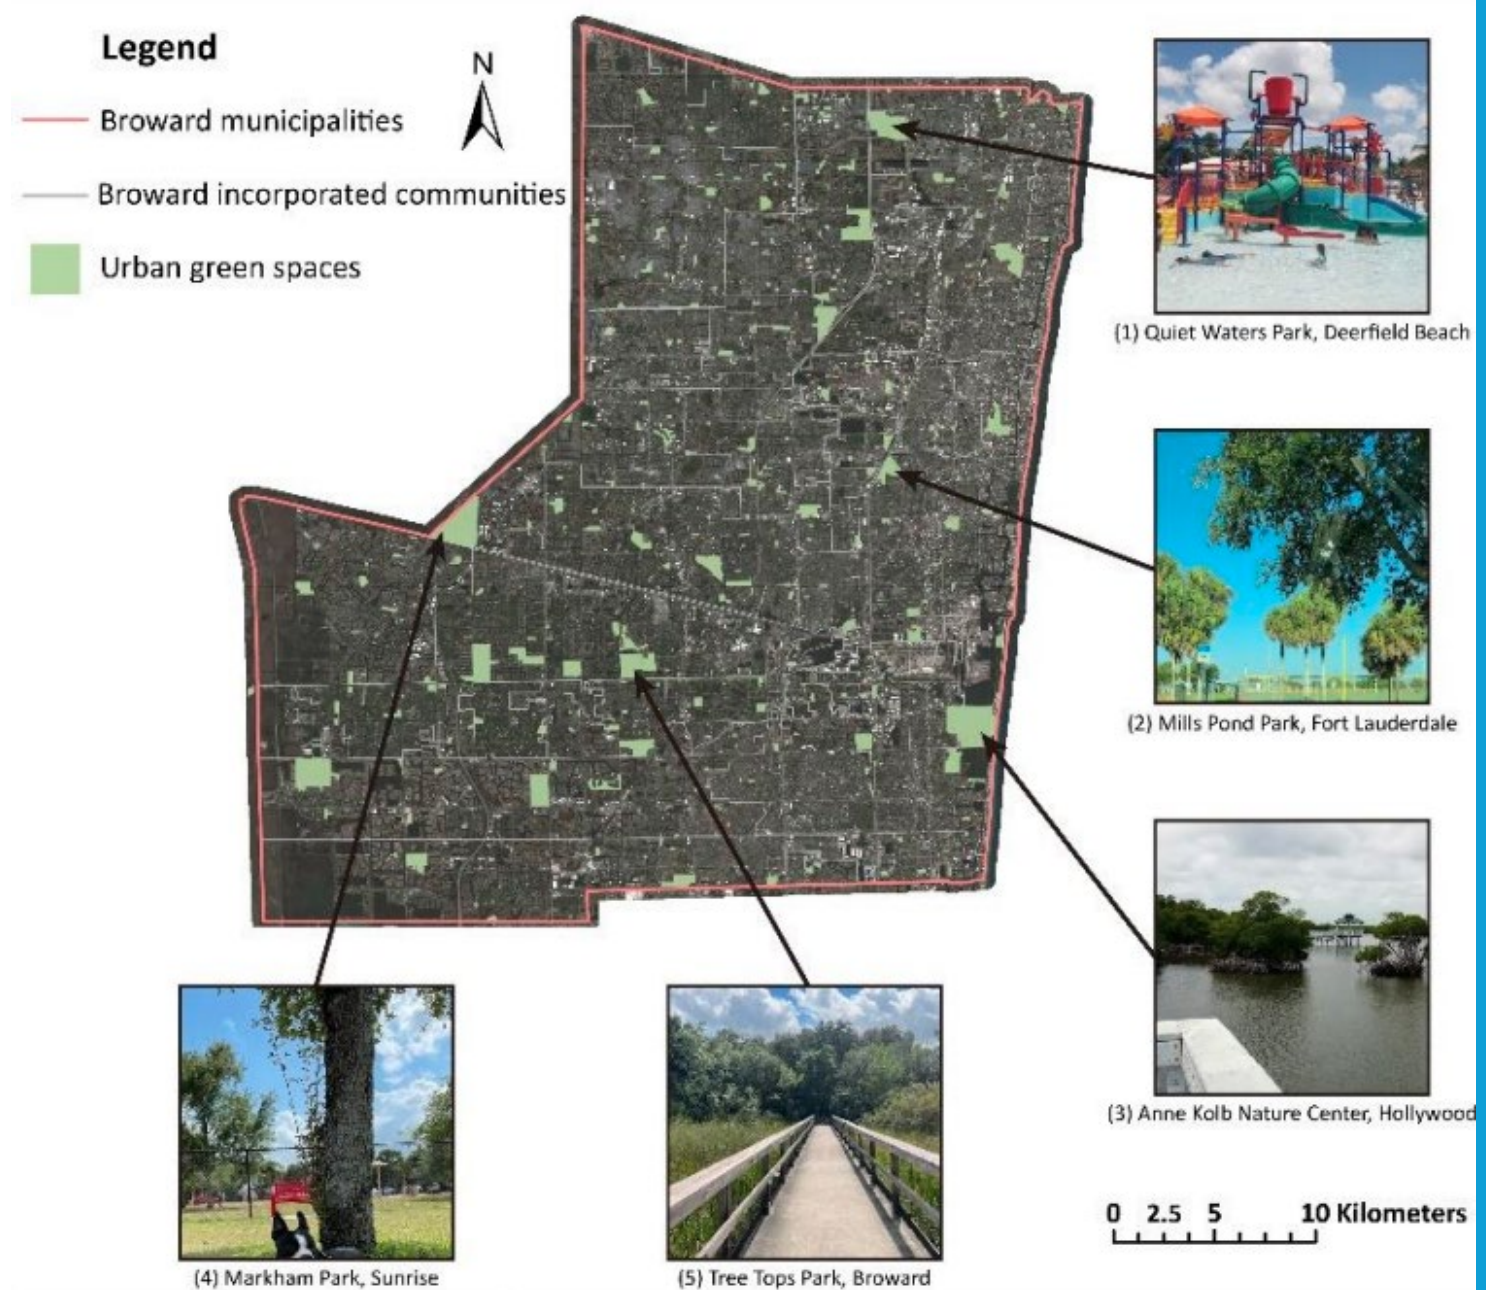 Legend
N
Broward municipalities
Broward incorporated communities
Urban green spaces
(1) Quiet Waters Park, Deerfield Beach
(2) Mills Pond Park, Fort Lauderdale
(3) Anne Kolb Nature Center, Hollywood
0 2.5 5 10 Kilometers
(4) Markham Park, Sunrise
(5) Tree Tops Park, Broward